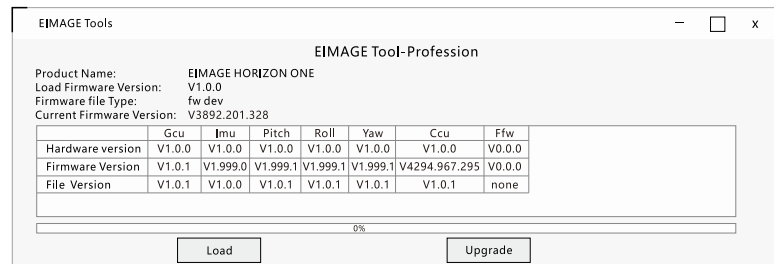 EIMAGE Tools
EIMAGE Tool-Profession
Product Name: EIMAGE HORIZON ONE
Load Firmware Version: V1.0.0
Firmware file Type: fw dev
Current Firmware Version: V3892.201.328
Gcu Imu Pitch Roll Yaw Ccu Ffw
Hardware version V1.0.0 V1.0.0 V1.0.0 V1.0.0 V1.0.0 V1.0.0 V0.0.0
Firmware version V1.0.1 V1.999.0 V1.999.1 V1.999.1 V1.999.1 V4294.967.295 V0.0.0
File Version V1.0.1 V1.0.0 V1.0.1 V1.0.1 V1.0.1 V1.0.1 none
0%
Load Upgrade